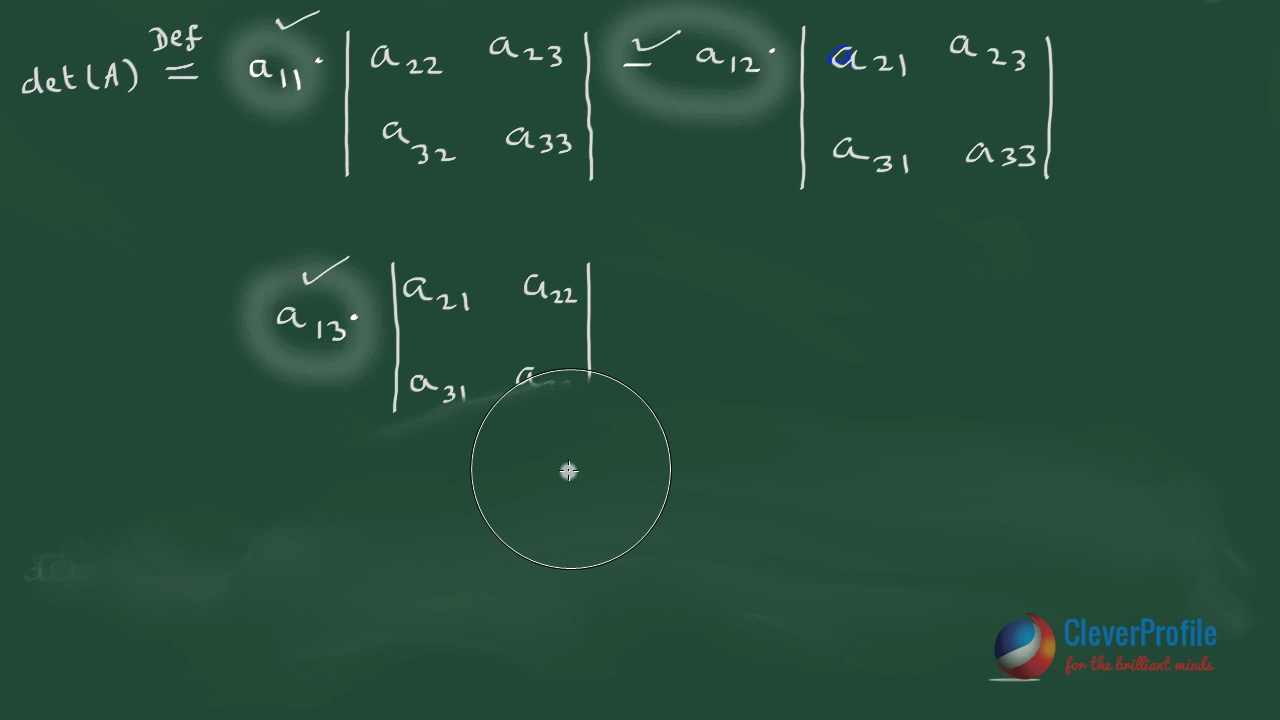 det(A) Def = a11 · | a22 a23 | - a12 · | a21 a23 |
| a32 a33 | | a31 a33 |
a13 · | a21 a22 |
| a31 a |
det
CleverProfile
for the brilliant minds